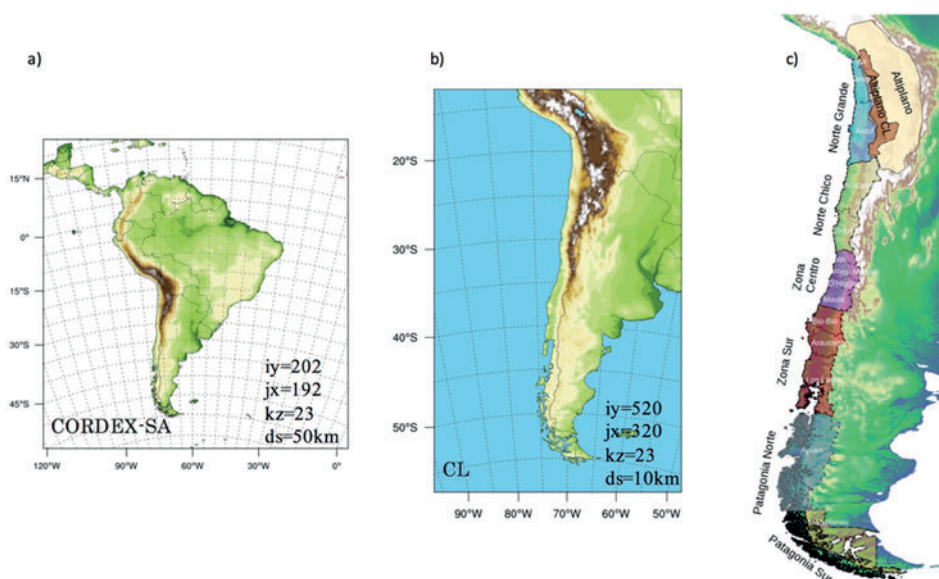 a)
15°N
0°
15°S
30°S
45°S
120°W
90°W
60°W
30°W
0°
CORDEX-SA
iy=202
jx=192
kz=23
ds=50km
b)
20°S
30°S
40°S
50°S
90°W
80°W
70°W
60°W
50°W
CL
iy=520
jx=320
kz=23
ds=10km
c)
Norte Grande
Altiplano CL
Altiplano
Norte Chico
Zona Centro
Maule
Zona Sur
Bio-Bio
Patagonia Norte
Patagonia Sur